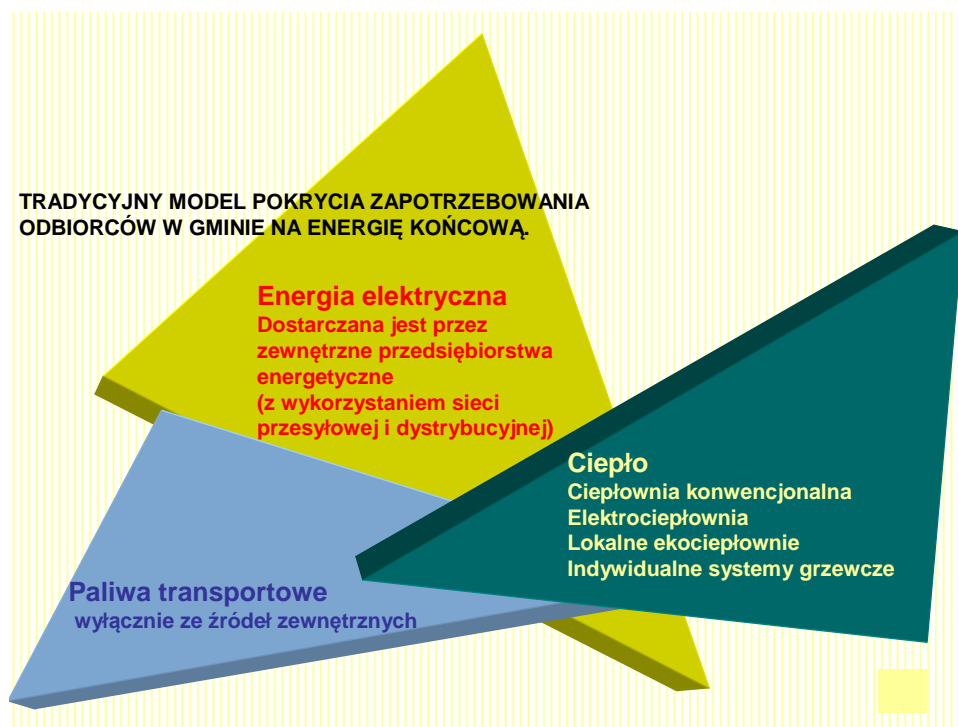 TRADYCYJNY MODEL POKRYCIA ZAPOTRZEBOWANIA
ODBIORCÓW W GMINIE NA ENERGIĘ KOŃCOWĄ.
Energia elektryczna
Dostarczana jest przez
zewnętrzne przedsiębiorstwa
energetyczne
(z wykorzystaniem sieci
przesyłowej i dystrybucyjnej)
Ciepło
Ciepłownia konwencjonalna
Elektrociepłownia
Lokalne ekociepłownie
Indywidualne systemy grzewcze
Paliwa transportowe
wyłącznie ze źródeł zewnętrznych